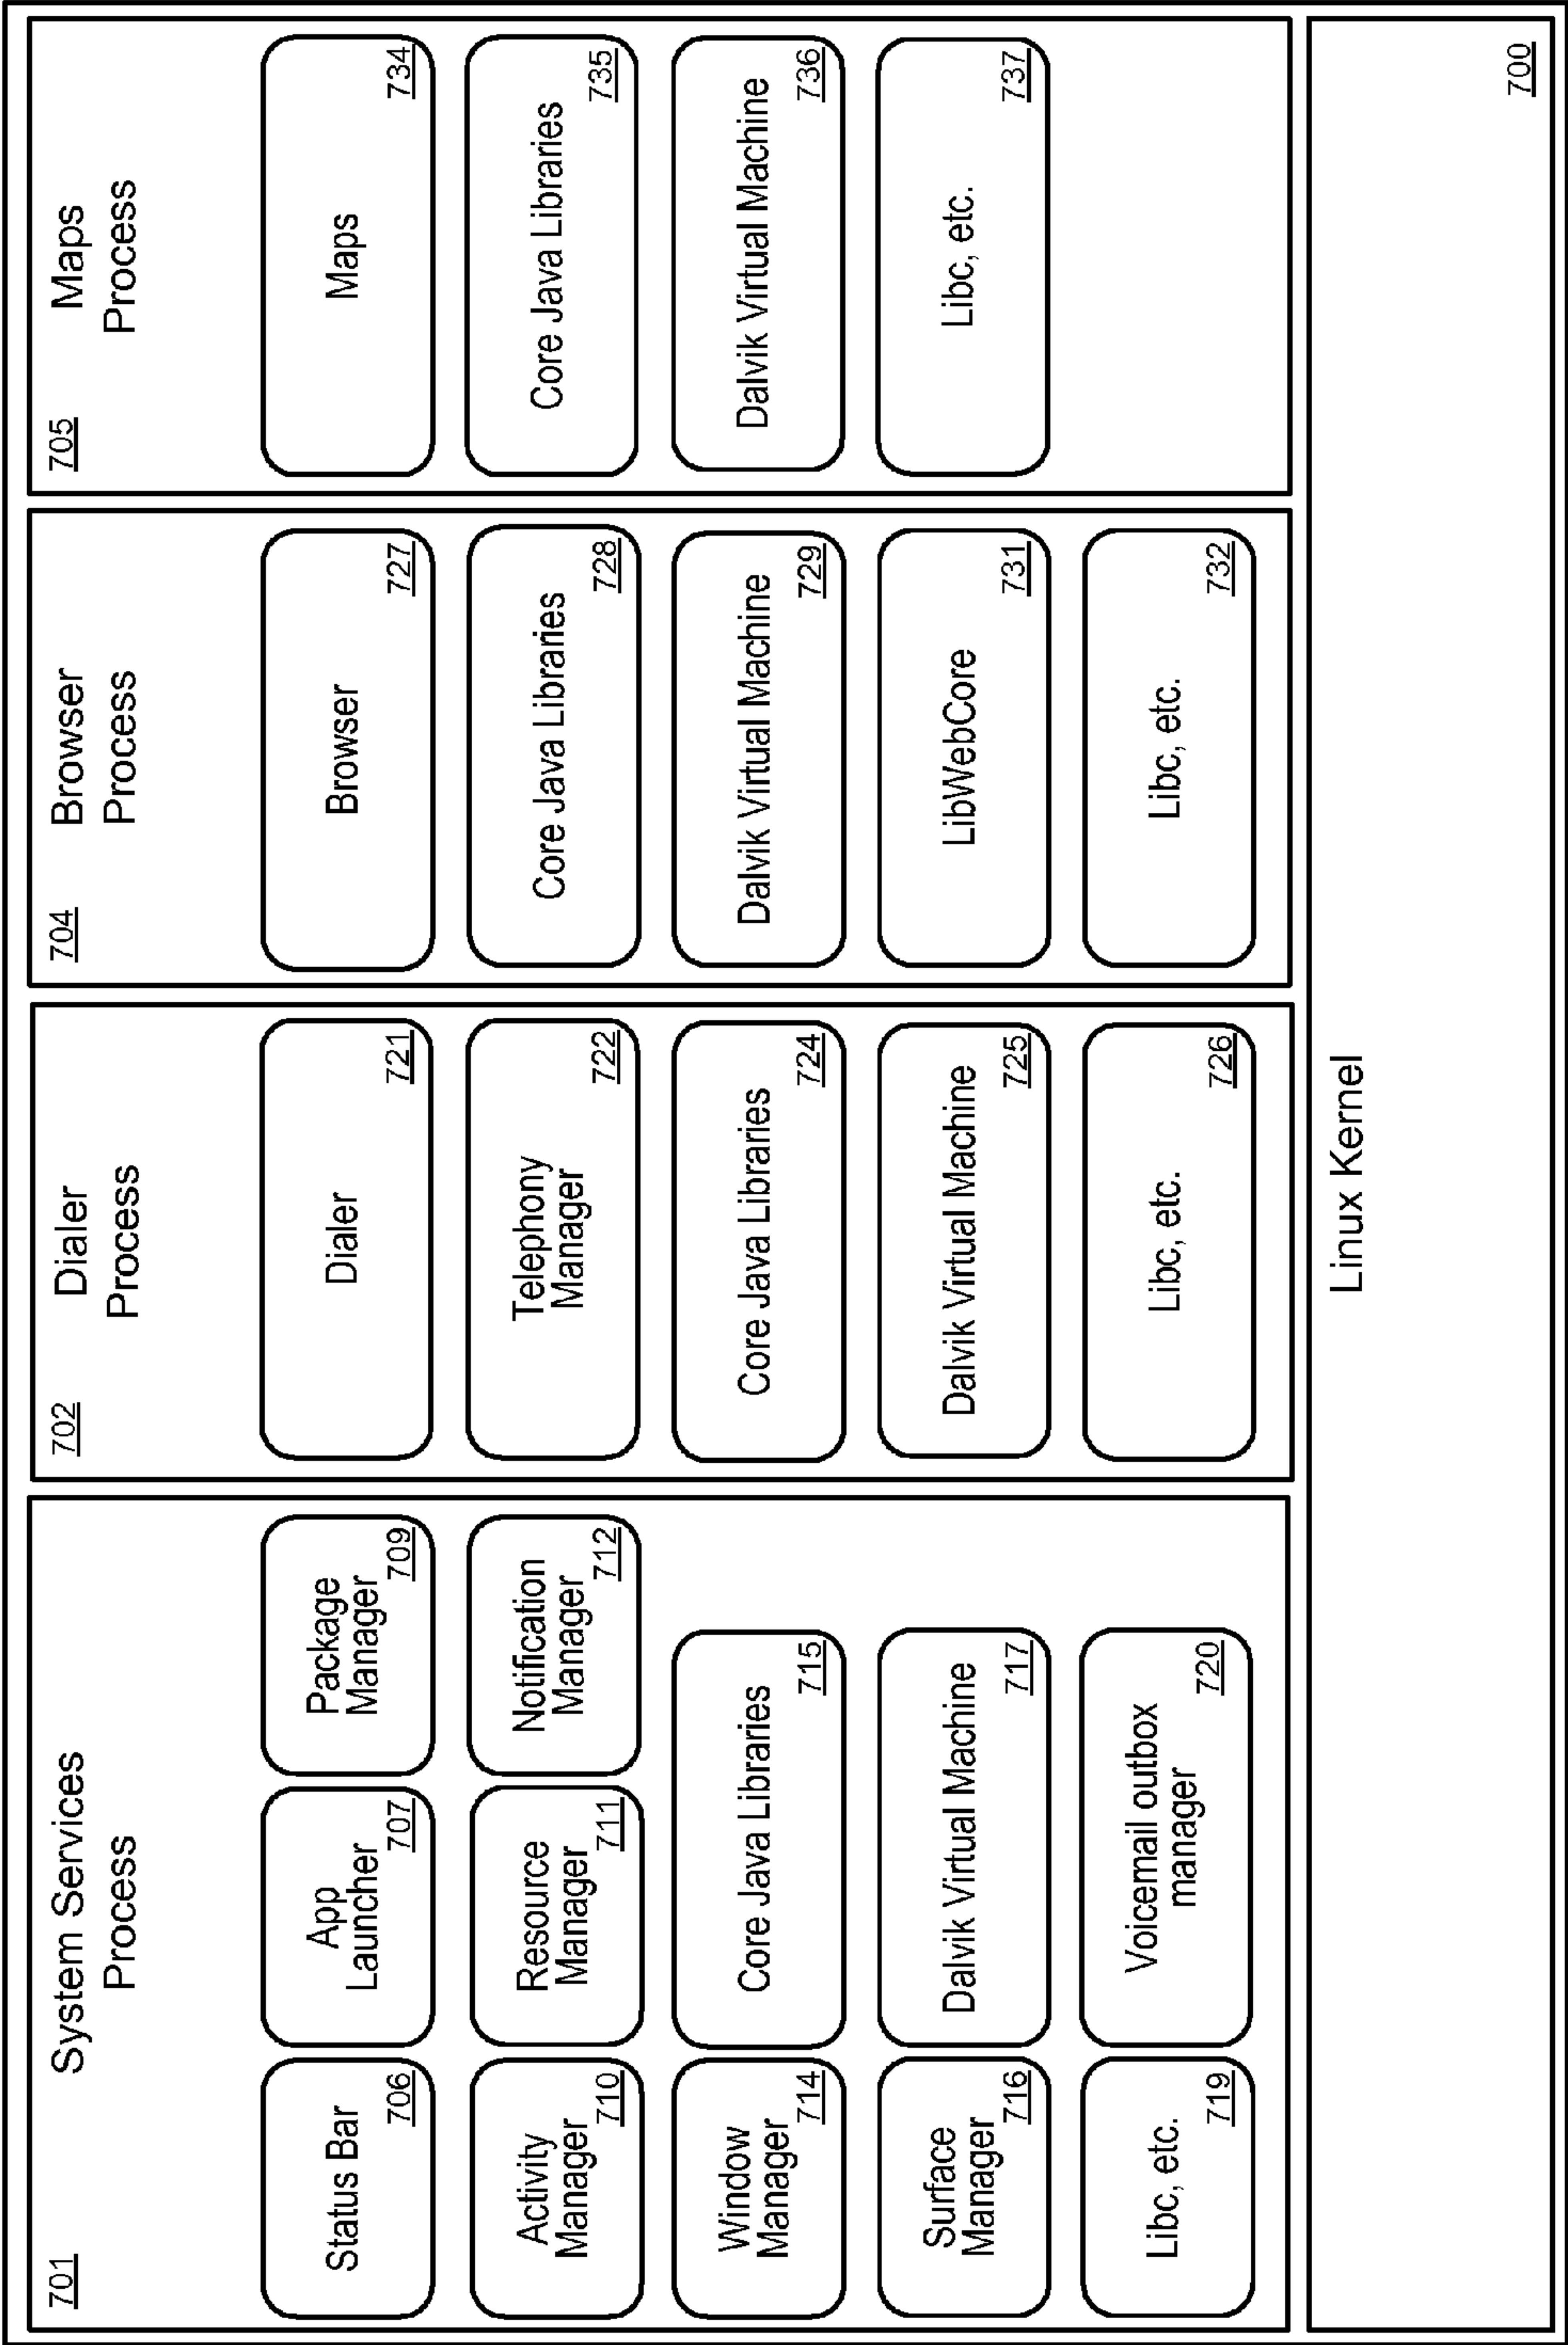 701
System Services
Process
Status Bar
706
App
Launcher
707
Package
Manager
709
Activity
Manager
710
Resource
Manager
711
Notification
Manager
712
Window
Manager
714
Core Java Libraries
715
Surface
Manager
716
Dalvik Virtual Machine
717
Libc, etc.
719
Voicemail outbox
manager
720
702
Dialer
Process
Dialer
721
Telephony
Manager
722
Core Java Libraries
724
Dalvik Virtual Machine
725
Libc, etc.
726
704
Browser
Process
Browser
727
Core Java Libraries
728
Dalvik Virtual Machine
729
LibWebCore
731
Libc, etc.
732
705
Maps
Process
Maps
734
Core Java Libraries
735
Dalvik Virtual Machine
736
Libc, etc.
737
Linux Kernel
700